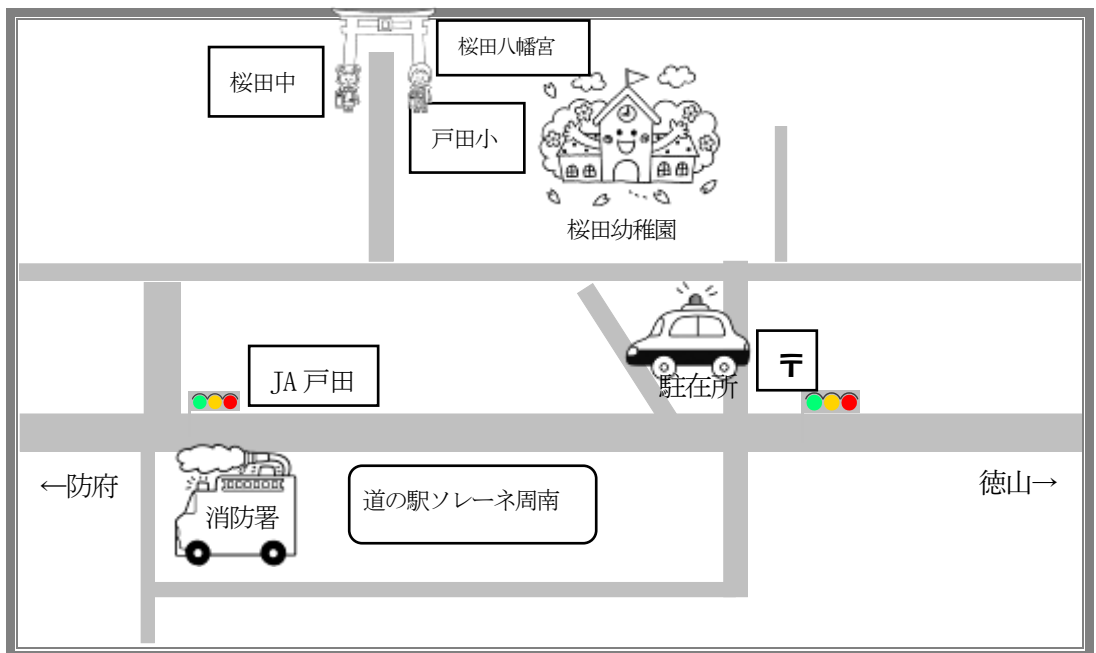 桜田八幡宮
桜田中
戸田小
桜田幼稚園
JA 戸田
駐在所
〒
←防府
徳山→
消防署
道の駅ソレーネ周南